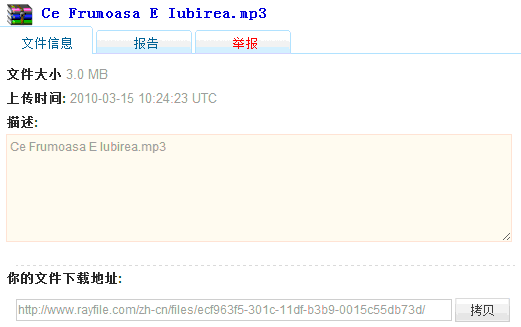 Ce Frumoasa E Iubirea.mp3
文件信息 报告 举报
文件大小 3.0 MB
上传时间: 2010-03-15 10:24:23 UTC
描述:
Ce Frumoasa E Iubirea.mp3
你的文件下载地址:
http://www.rayfile.com/zh-cn/files/ecf963f5-301c-11df-b3b9-0015c55db73d/ 拷贝